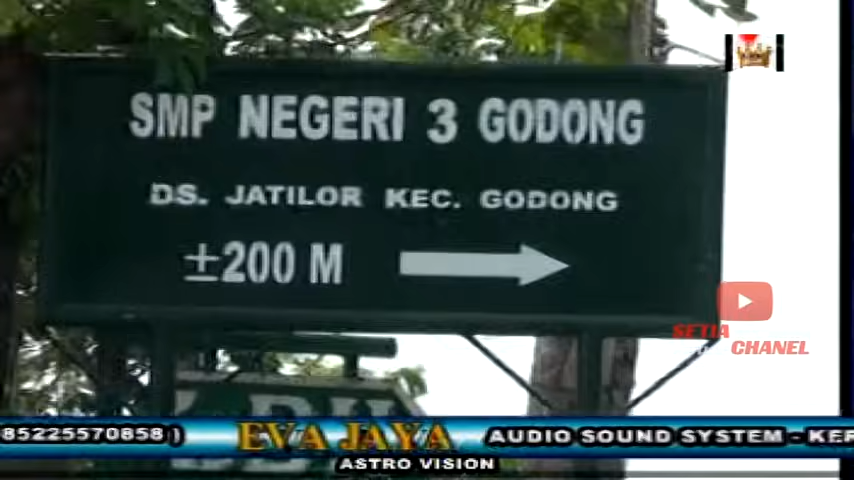 SMP NEGERI 3 GODONG
DS. JATILOR KEC. GODONG
±200 M
SETIA
CHANEL
85225570858 ) EVA JAYA AUDIO SOUND SYSTEM - KER
ASTRO VISION